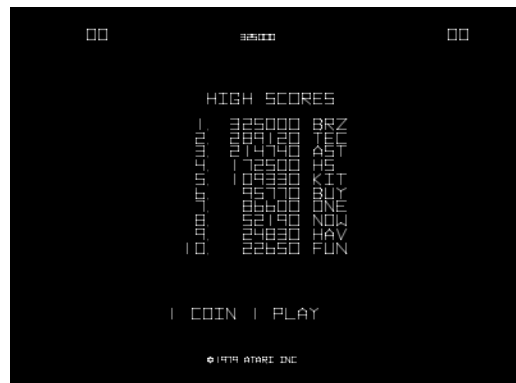 00 325000 00
HIGH SCORES
1. 325000 BRZ
2. 289120 TEC
3. 214740 AST
4. 172500 HS
5. 109330 KIT
6. 95770 BUY
7. 86600 ONE
8. 52190 NOW
9. 24830 HAV
10. 22650 FUN
1 COIN 1 PLAY
©1979 ATARI INC